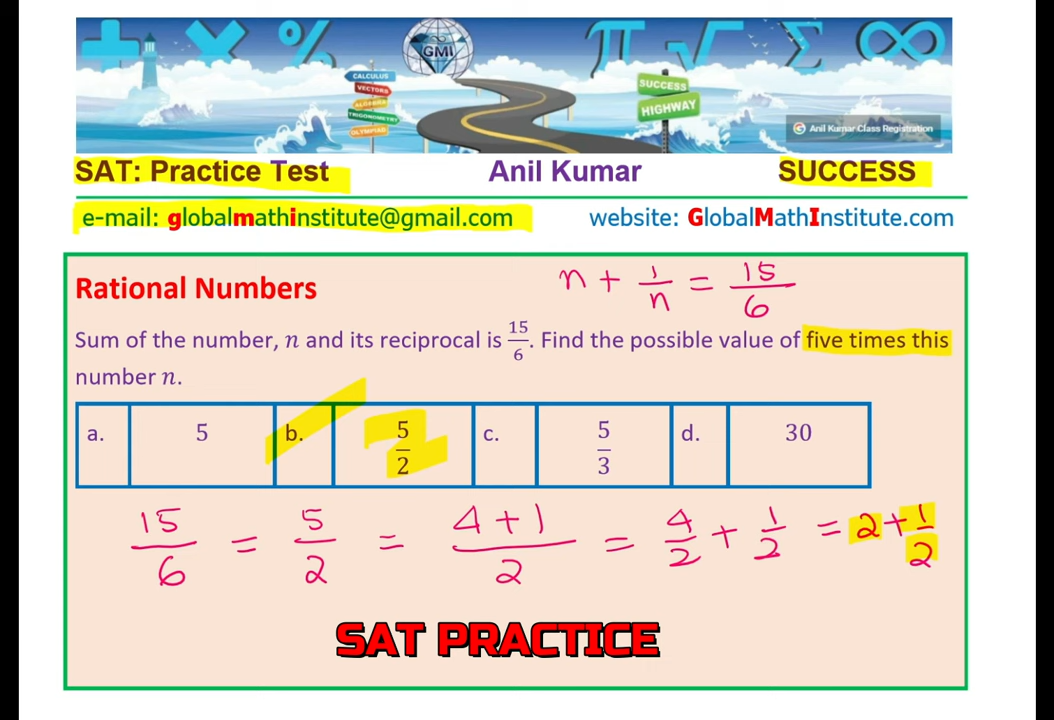 GMI
CALCULUS
VECTORS
ALGEBRA
TRIGONOMETRY
OLYMPIAD
SUCCESS
HIGHWAY
Anil Kumar Class Registration
SAT: Practice Test Anil Kumar SUCCESS
e-mail: globalmathinstitute@gmail.com website: GlobalMathInstitute.com
Rational Numbers n + 1/n = 15/6
Sum of the number, n and its reciprocal is 15/6. Find the possible value of five times this
number n.
a. 5 b. 5/2 c. 5/3 d. 30
15/6 = 5/2 = 4+1/2 = 4/2 + 1/2 = 2+1/2
SAT PRACTICE